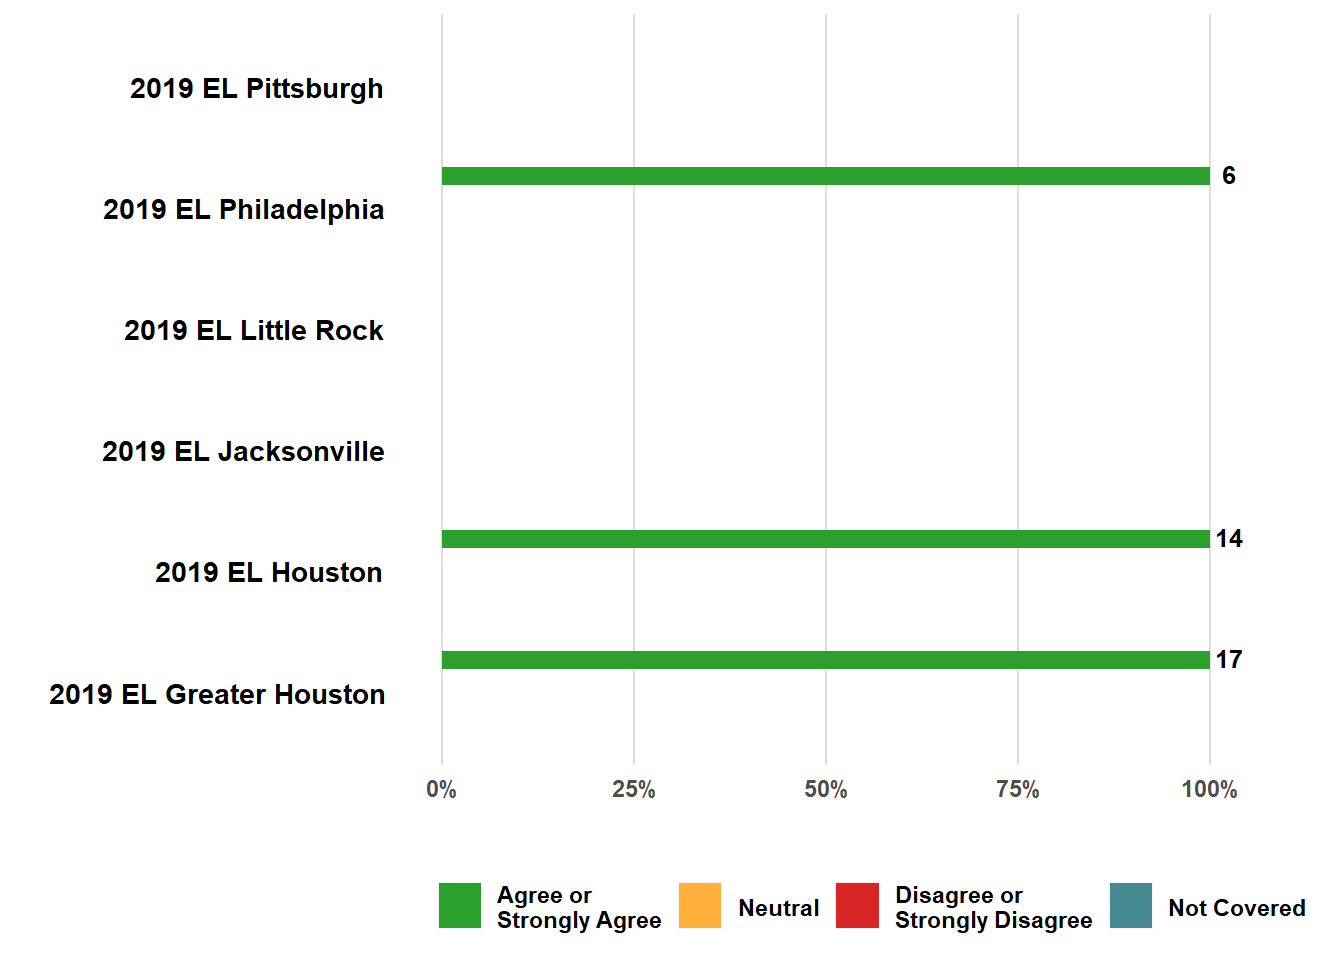 2019 EL Pittsburgh
6
2019 EL Philadelphia
2019 EL Little Rock
2019 EL Jacksonville
14
2019 EL Houston
17
2019 EL Greater Houston
0% 25% 50% 75% 100%
Agree or
Strongly Agree
Neutral
Disagree or
Strongly Disagree
Not Covered